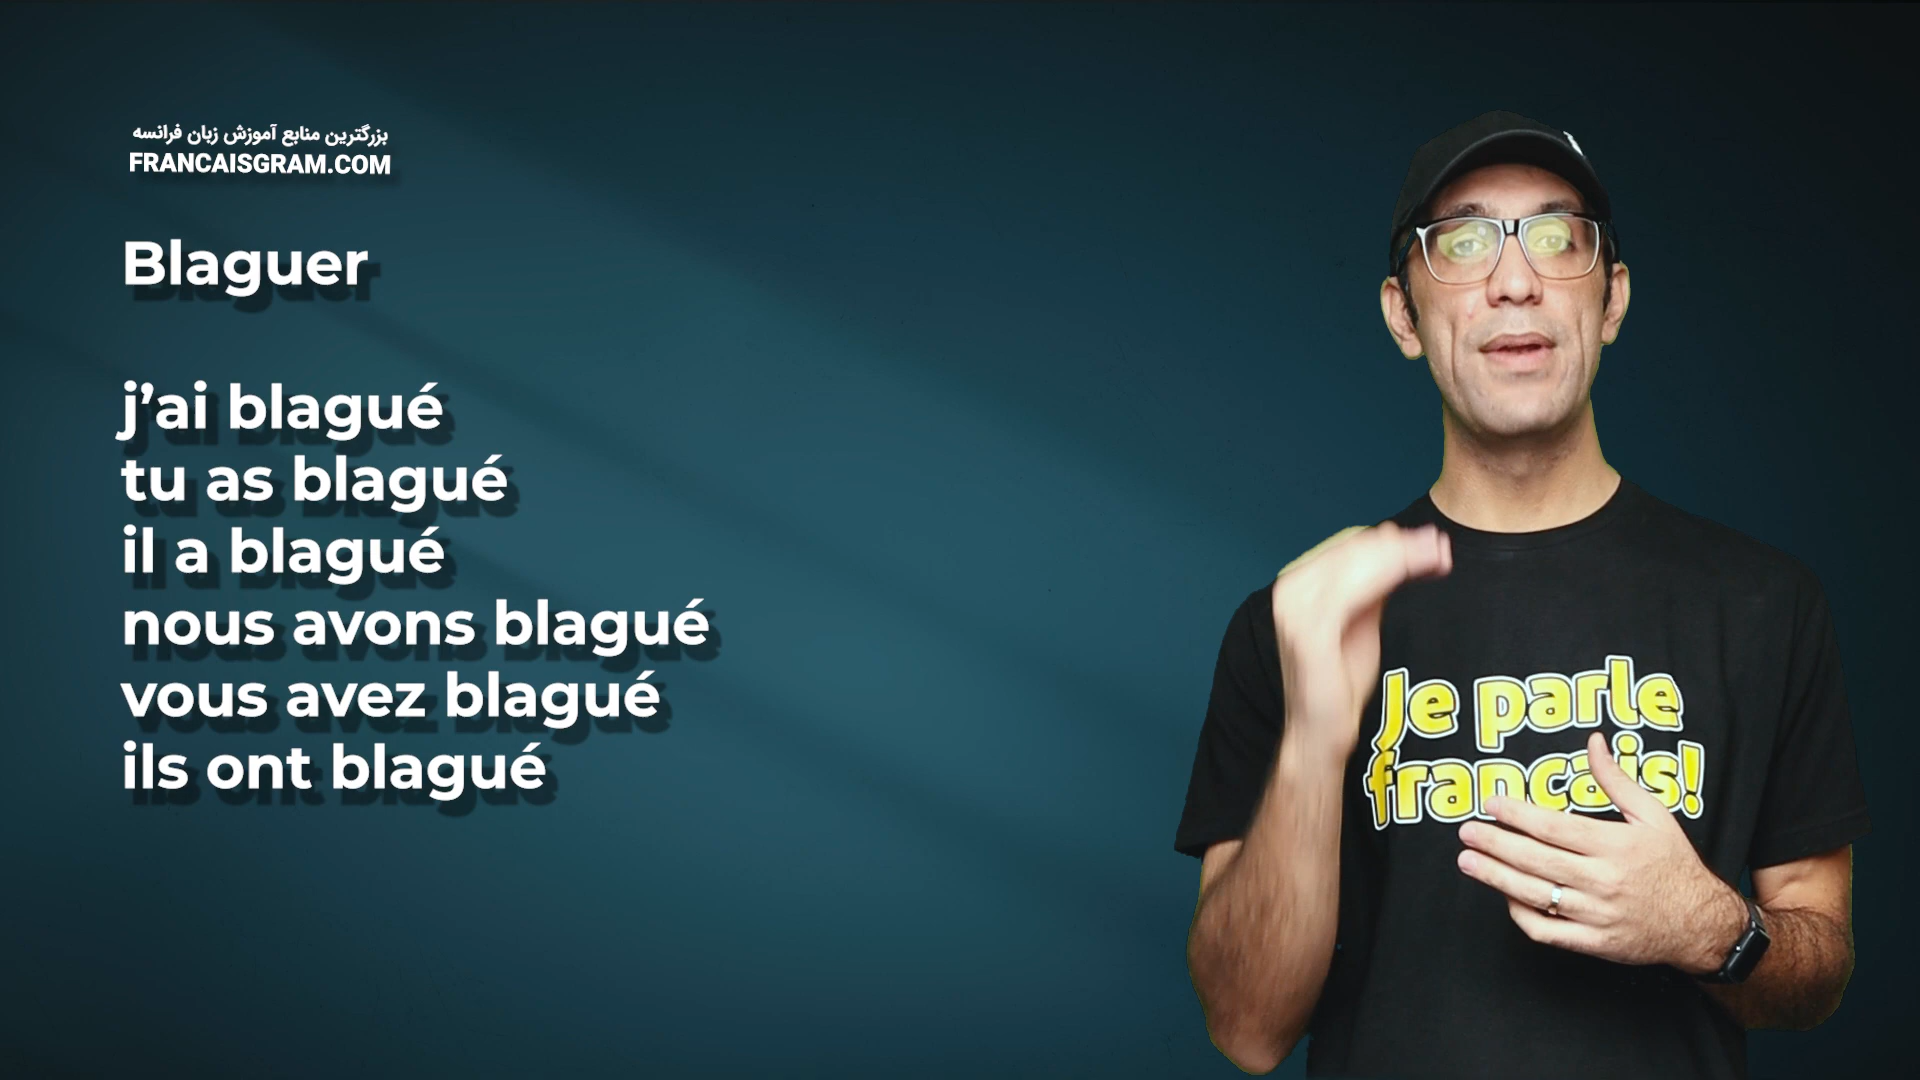 بزرگترین منابع آموزش زبان فرانسه
FRANCAISGRAM.COM
Blaguer
j’ai blagué
tu as blagué
il a blagué
nous avons blagué
vous avez blagué
ils ont blagué
Je parle
français!